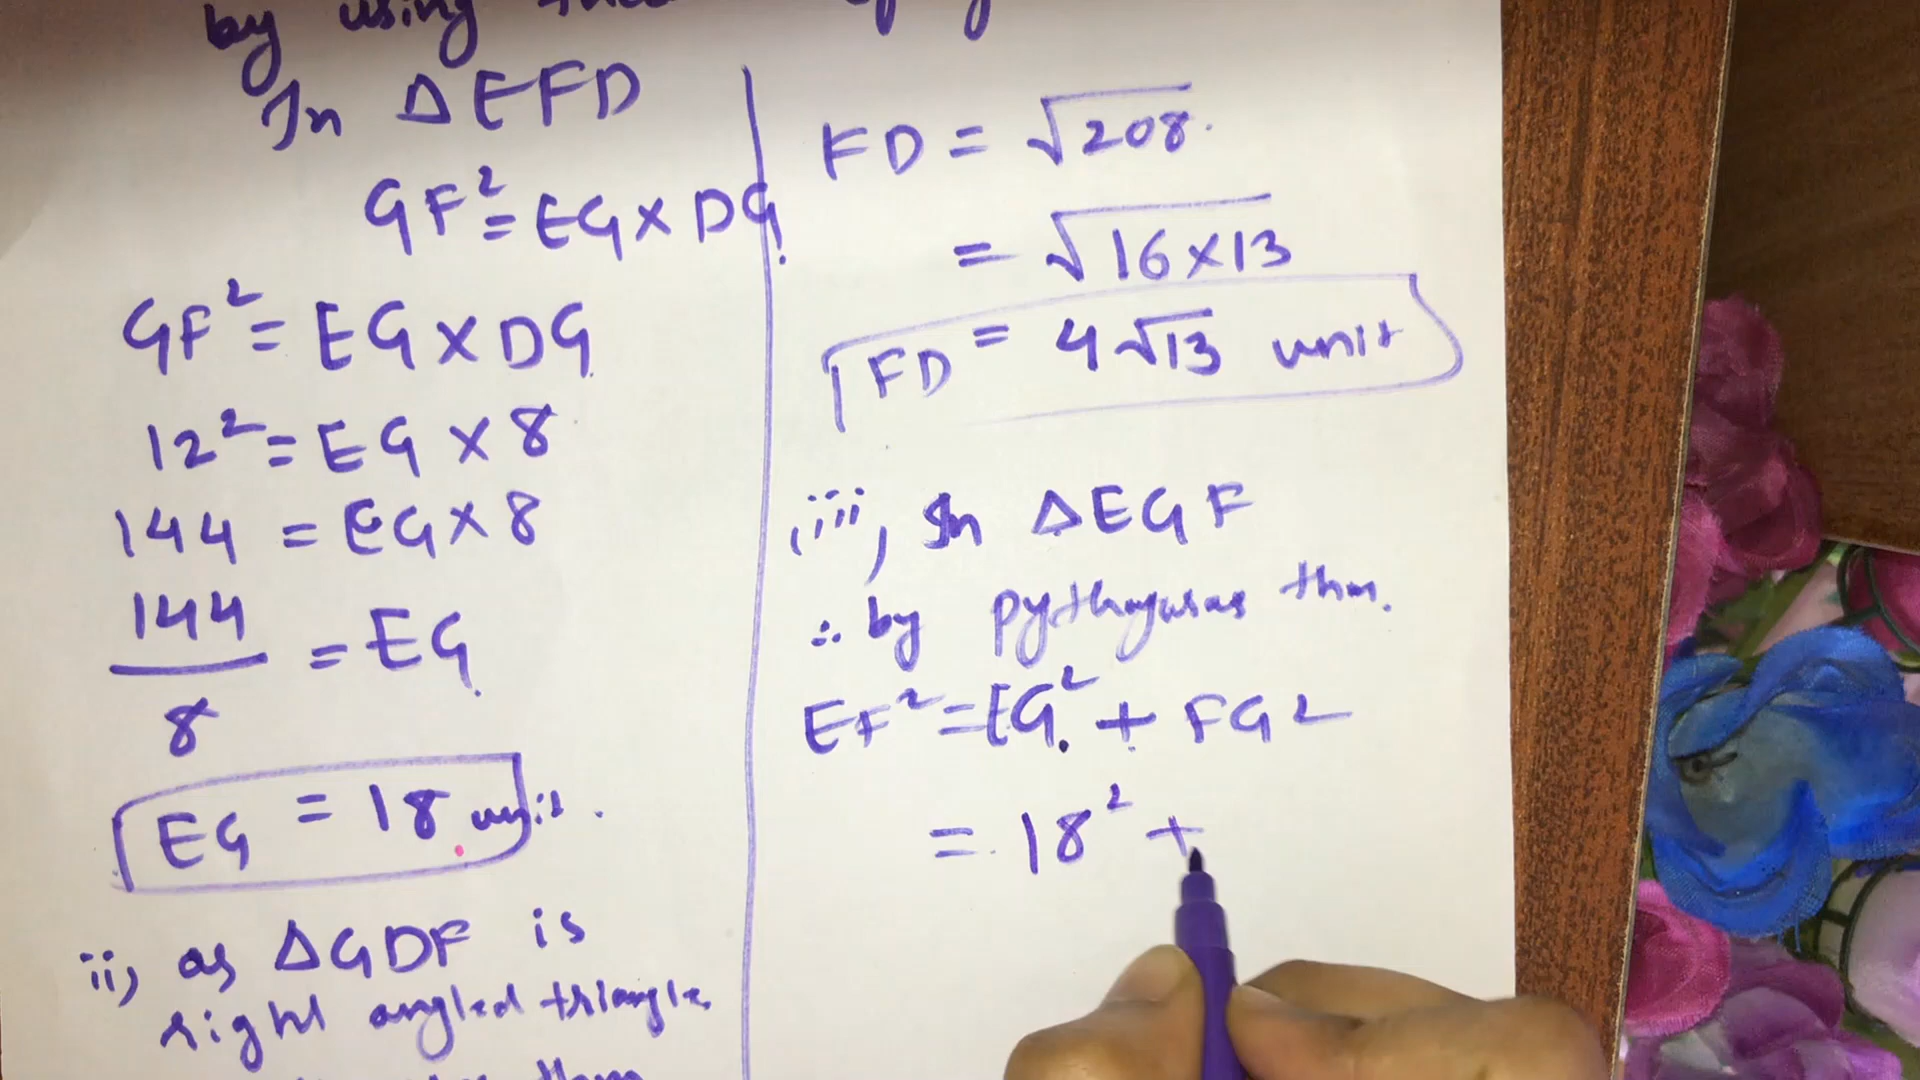 by using
In ΔEFD
GF² = EG × DG
GF² = EG × DG
12² = EG × 8
144 = EG × 8
144/8 = EG
EG = 18 unit.
ii) as ΔGDF is
right angled triangle
thm
FD = √208
= √16×13
FD = 4√13 unit
iii) In ΔEGF
∴ by pythagoras thm.
EF² = EG² + FG2
= 18² +